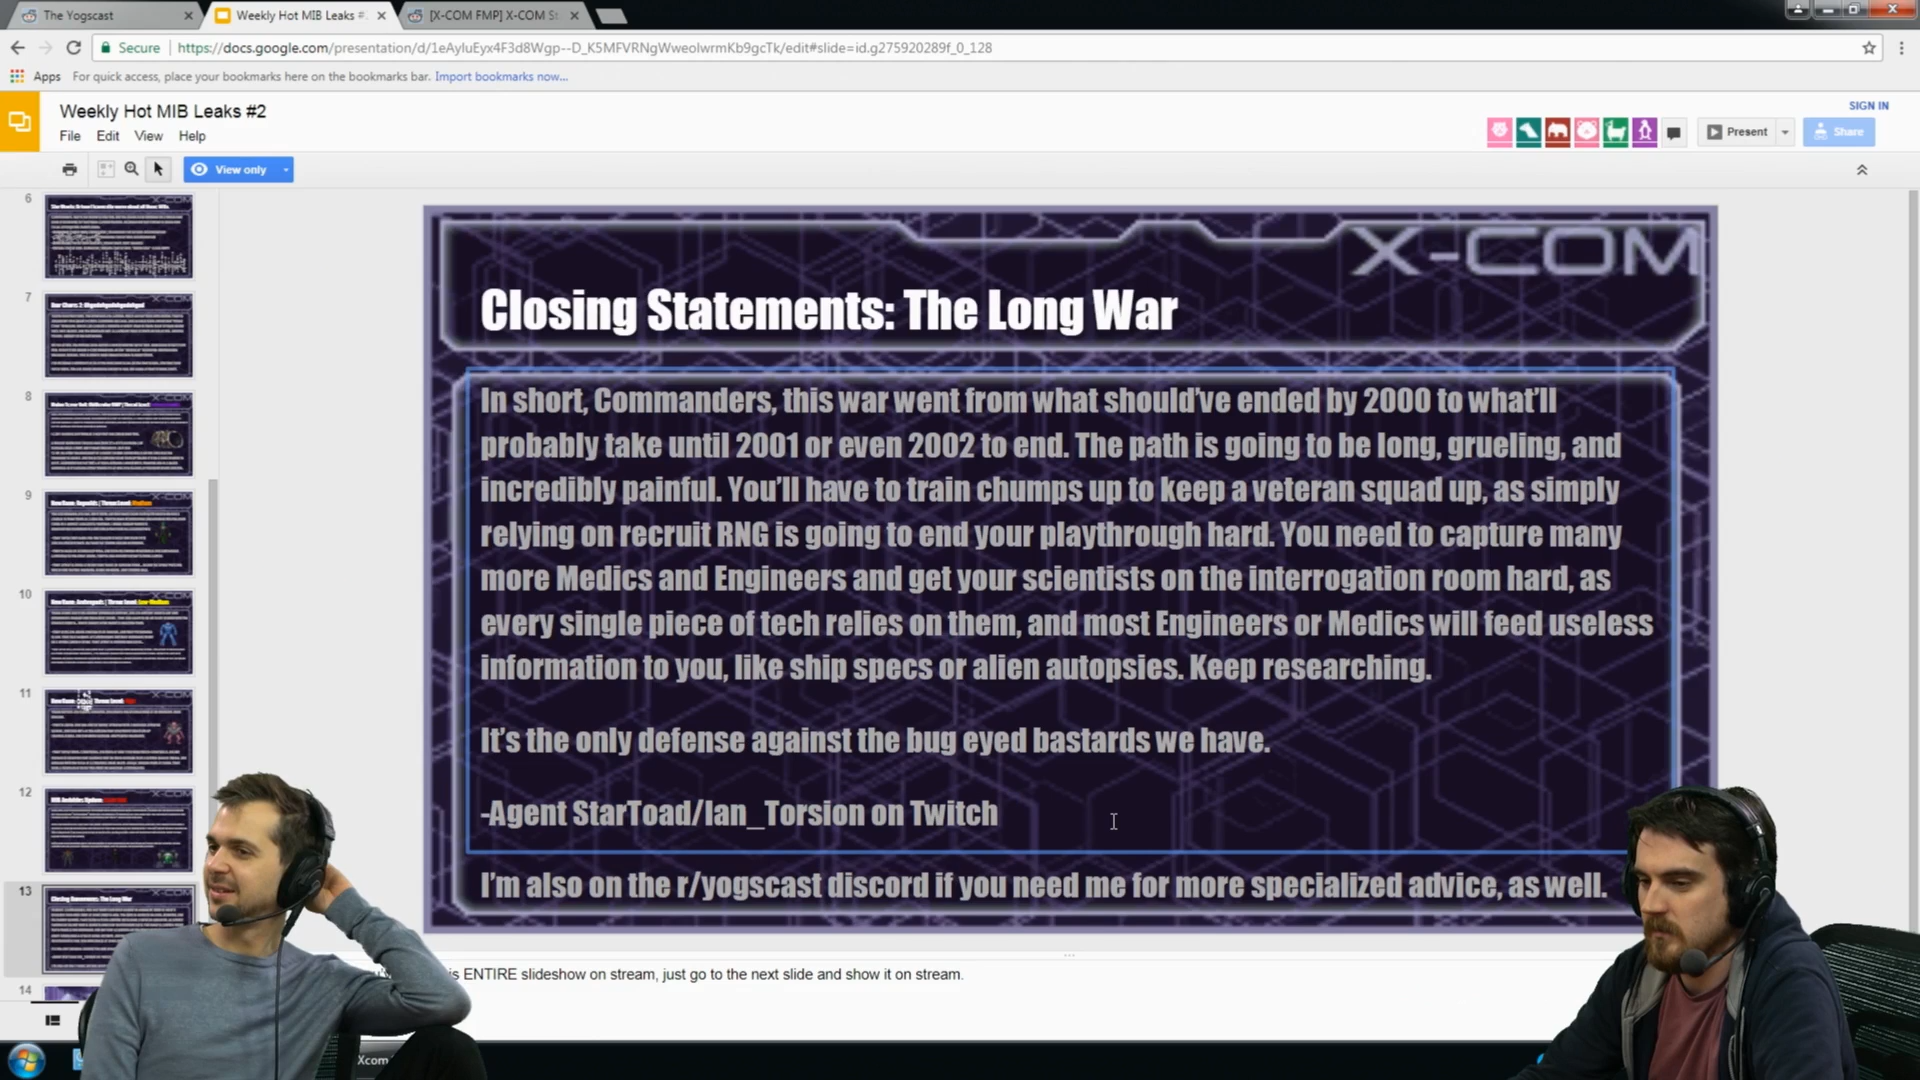 The Yogscast
Weekly Hot MIB Leaks #
[X-COM FMP] X-COM St
Secure
https://docs.google.com/presentation/d/1eAyluEyx4F3d8Wgp--D_K5MFVRNgWweolwrmKb9gcTk/edit#slide=id.g275920289f_0_128
Apps
For quick access, place your bookmarks here on the bookmarks bar. Import bookmarks now...
Weekly Hot MIB Leaks #2
SIGN IN
File Edit View Help
Present
Share
View only
6
7
8
9
10
11
12
13
14
X-COM
Closing Statements: The Long War
In short, Commanders, this war went from what should've ended by 2000 to what'll
probably take until 2001 or even 2002 to end. The path is going to be long, grueling, and
incredibly painful. You'll have to train chumps up to keep a veteran squad up, as simply
relying on recruit RNG is going to end your playthrough hard. You need to capture many
more Medics and Engineers and get your scientists on the interrogation room hard, as
every single piece of tech relies on them, and most Engineers or Medics will feed useless
information to you, like ship specs or alien autopsies. Keep researching.
It's the only defense against the bug eyed bastards we have.
-Agent StarToad/Ian_Torsion on Twitch
I'm also on the r/yogscast discord if you need me for more specialized advice, as well.
is ENTIRE slideshow on stream, just go to the next slide and show it on stream.
Xcom